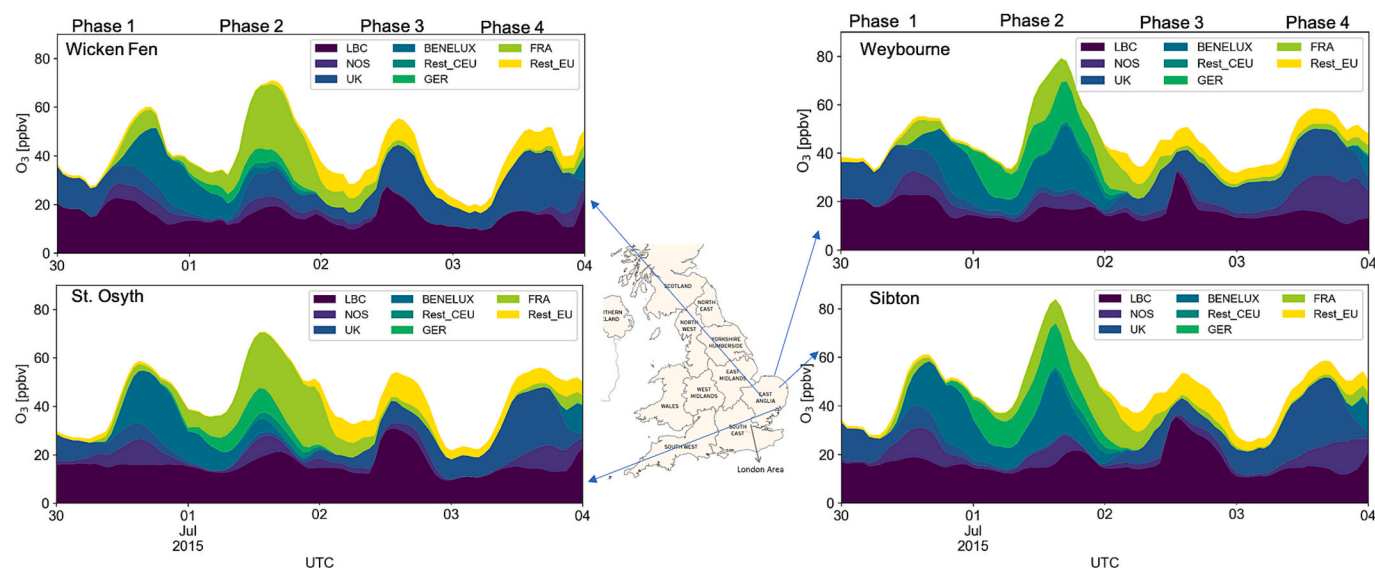 Phase 1 Phase 2 Phase 3 Phase 4
Wicken Fen
LBC BENELUX FRA
NOS Rest_CEU Rest_EU
UK GER
O3 [ppbv]
80
60
40
20
0
30 01 02 03 04
Phase 1 Phase 2 Phase 3 Phase 4
Weybourne
LBC BENELUX FRA
NOS Rest_CEU Rest_EU
UK GER
O3 [ppbv]
80
60
40
20
0
30 01 02 03 04
St. Osyth
LBC BENELUX FRA
NOS Rest_CEU Rest_EU
UK GER
O3 [ppbv]
80
60
40
20
0
30 01 02 03 04
Jul
2015
UTC
SCOTLAND
NORTH
EAST
NORTH
WEST
YORKSHIRE
HUMBERSIDE
EAST
MIDLANDS
WEST
MIDLANDS
WALES
EAST
ANGLIA
SOUTH
EAST
SOUTH WEST
London Area
Sibton
LBC BENELUX FRA
NOS Rest_CEU Rest_EU
UK GER
O3 [ppbv]
80
60
40
20
0
30 01 02 03 04
Jul
2015
UTC